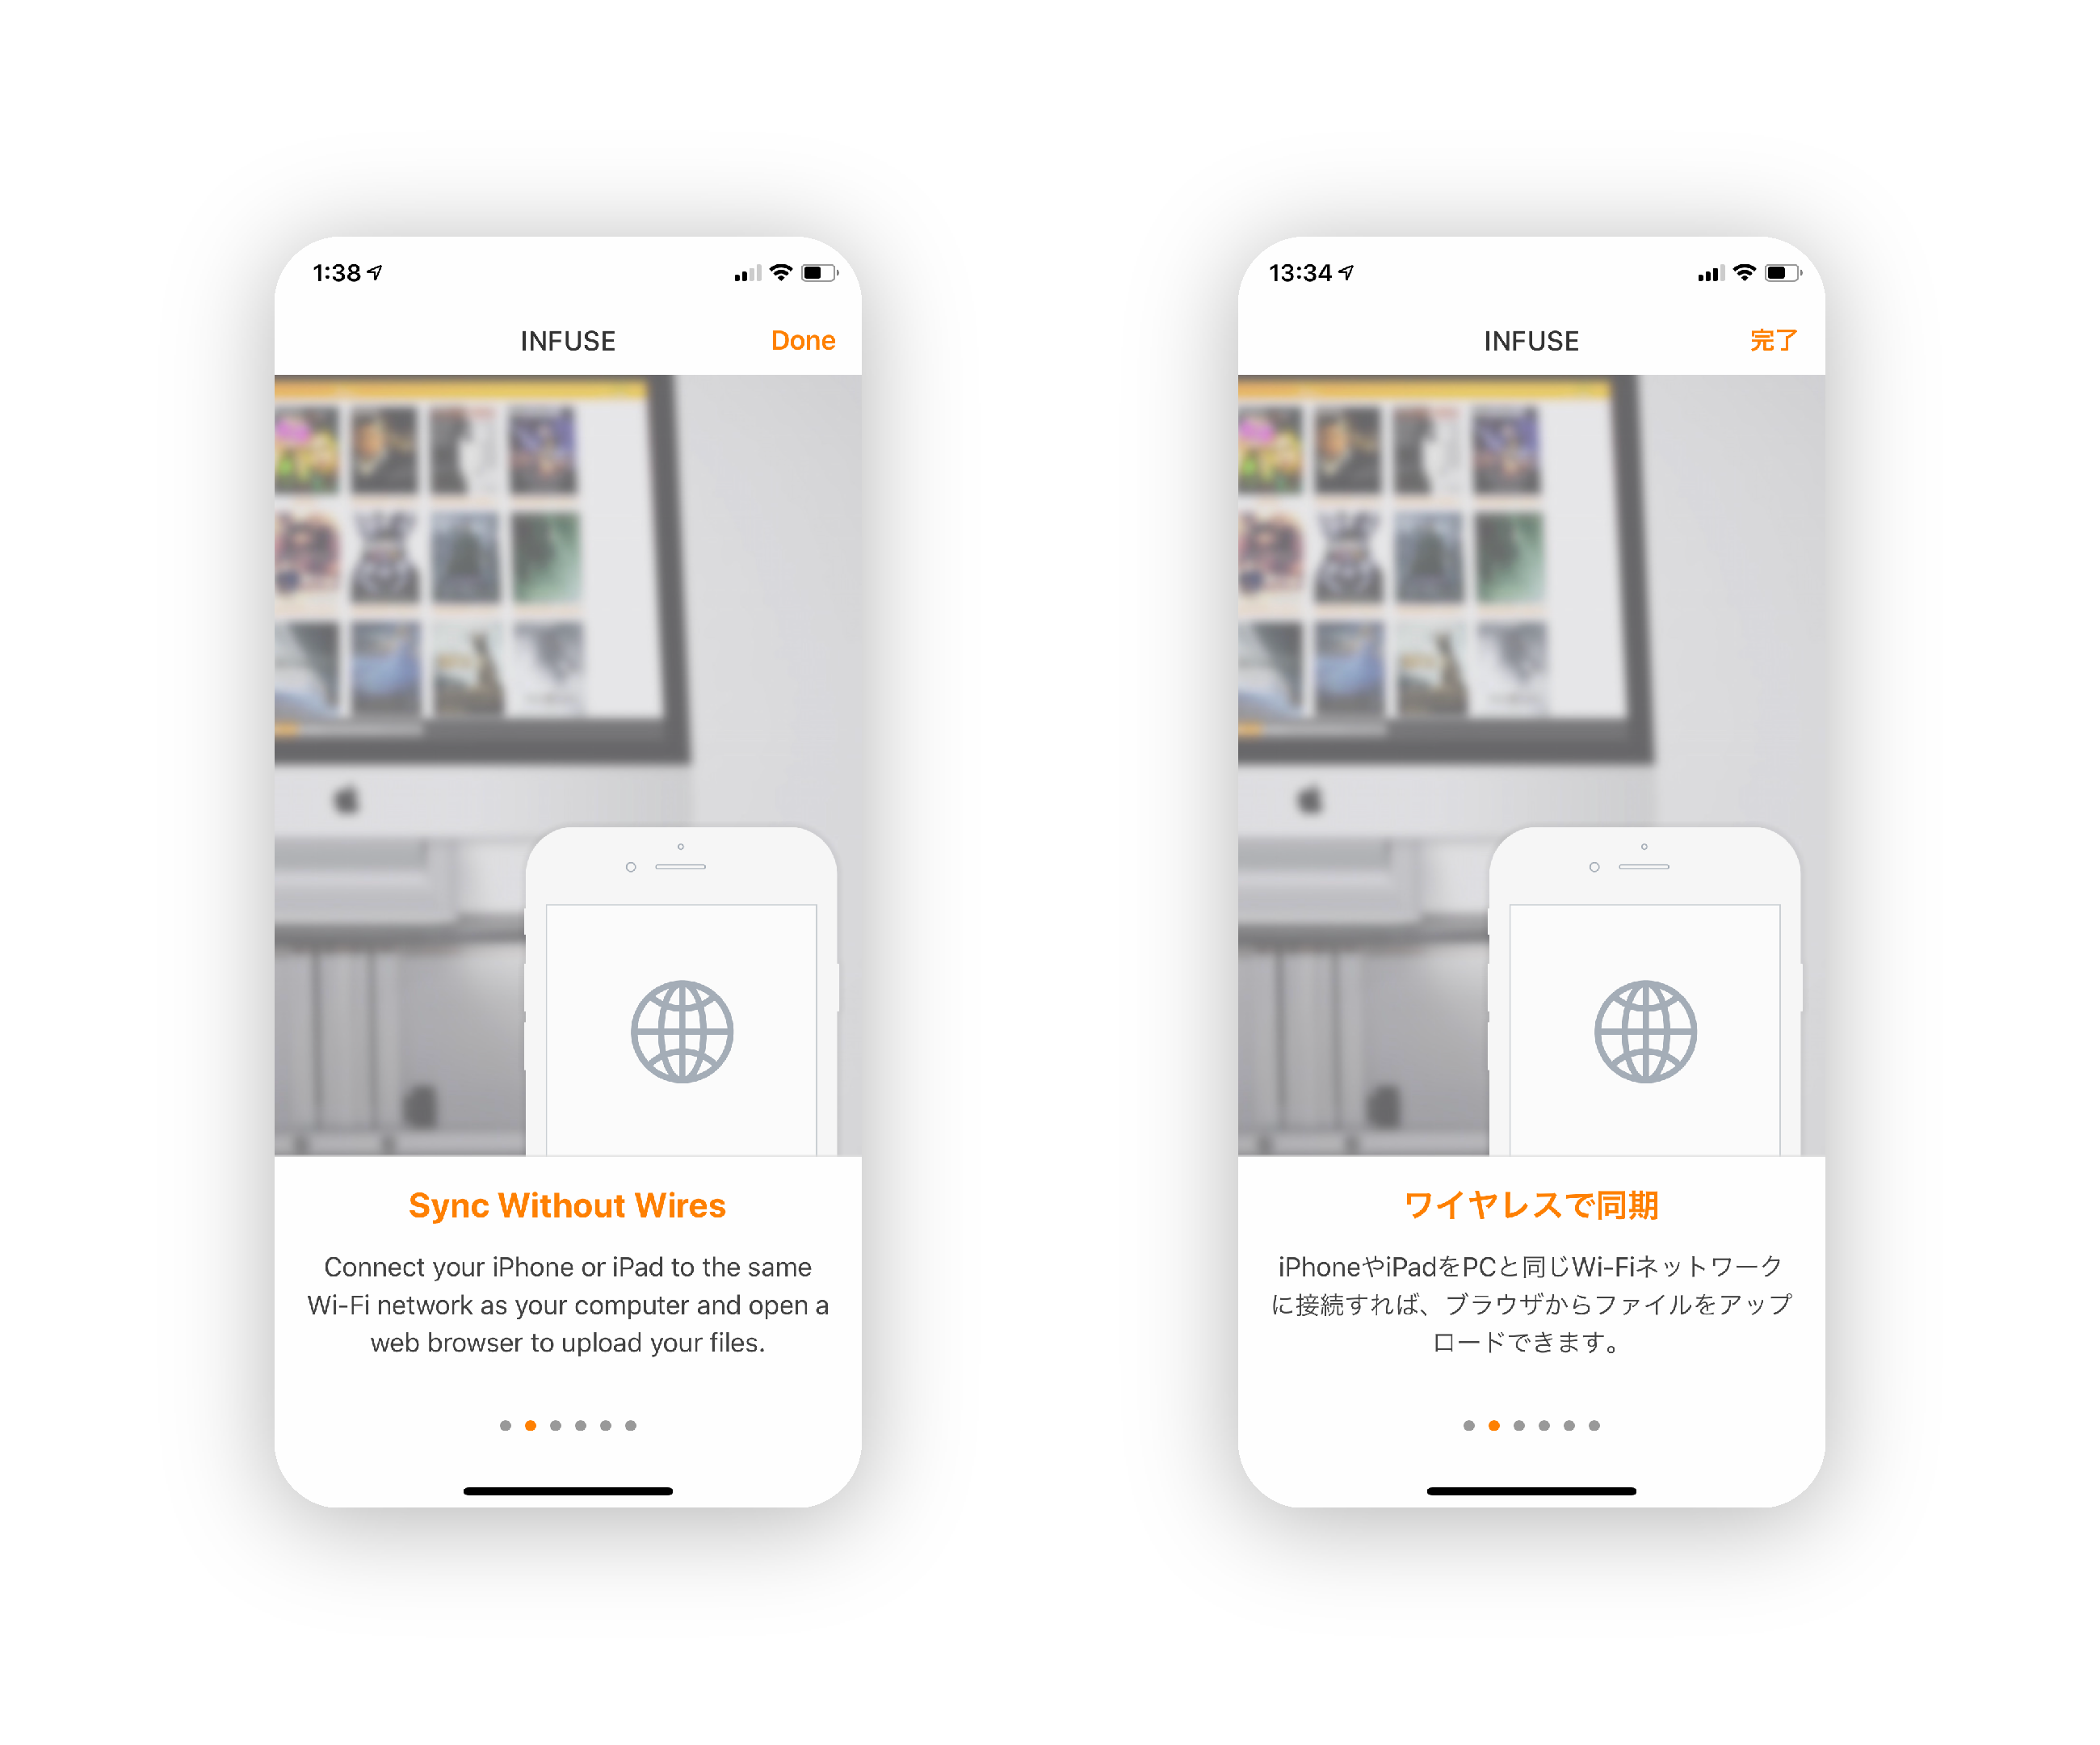 1:38
INFUSE
Done
Sync Without Wires
Connect your iPhone or iPad to the same
Wi-Fi network as your computer and open a
web browser to upload your files.
13:34
INFUSE
完了
ワイヤレスで同期
iPhoneやiPadをPCと同じWi-Fiネットワーク
に接続すれば、ブラウザからファイルをアップ
ロードできます。